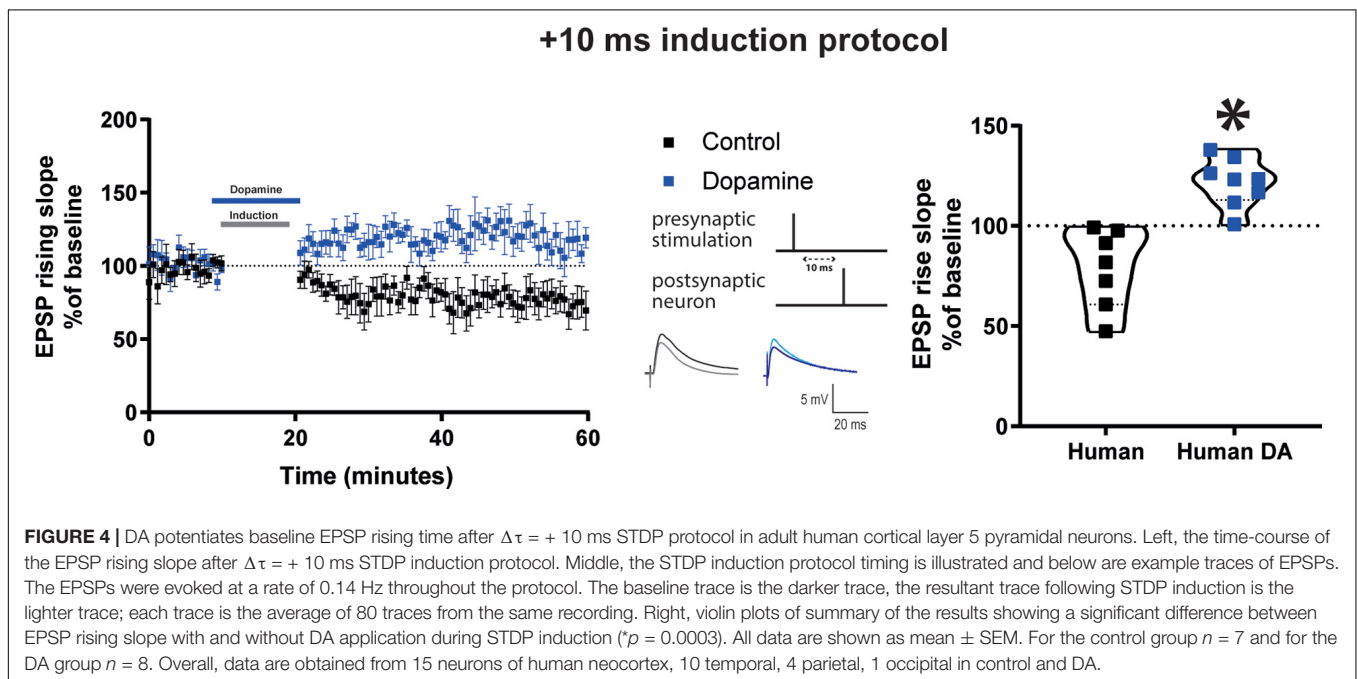 +10 ms induction protocol
EPSP rising slope
%of baseline
200
150
100
50
0
Dopamine
Induction
0
20
40
60
Time (minutes)
Control
Dopamine
presynaptic
stimulation
10 ms
postsynaptic
neuron
5 mV
20 ms
EPSP rise slope
%of baseline
150
100
50
0
*
Human
Human DA
FIGURE 4 | DA potentiates baseline EPSP rising time after Δτ = + 10 ms STDP protocol in adult human cortical layer 5 pyramidal neurons. Left, the time-course of
the EPSP rising slope after Δτ = + 10 ms STDP induction protocol. Middle, the STDP induction protocol timing is illustrated and below are example traces of EPSPs.
The EPSPs were evoked at a rate of 0.14 Hz throughout the protocol. The baseline trace is the darker trace, the resultant trace following STDP induction is the
lighter trace; each trace is the average of 80 traces from the same recording. Right, violin plots of summary of the results showing a significant difference between
EPSP rising slope with and without DA application during STDP induction (*p = 0.0003). All data are shown as mean ± SEM. For the control group n = 7 and for the
DA group n = 8. Overall, data are obtained from 15 neurons of human neocortex, 10 temporal, 4 parietal, 1 occipital in control and DA.